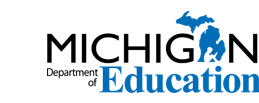 MICHIGAN
Department
of Education